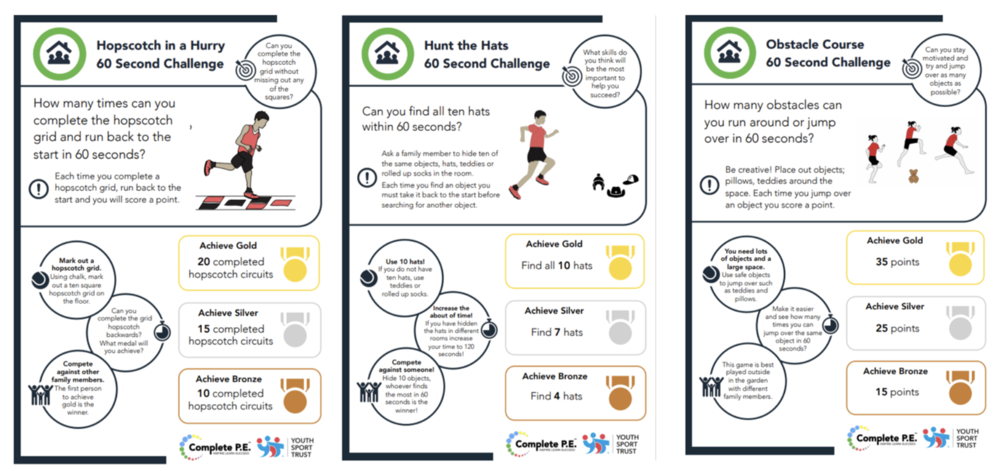 Hopscotch in a Hurry
60 Second Challenge
Can you
complete the
hopscotch
grid without
missing out any
of the
squares?
How many times can you
complete the hopscotch
grid and run back to the
start in 60 seconds?
Each time you complete a
hopscotch grid, run back to the
start and you will score a point.
Mark out a
hopscotch grid.
Using chalk, mark
out a ten square
hopscotch grid on
the floor.
Can you
complete the grid
hopscotch
backwards?
What medal will
you achieve?
Compete
against other
family members.
The first person
to achieve
gold is the
winner.
Achieve Gold
20 completed
hopscotch circuits
Achieve Silver
15 completed
hopscotch circuits
Achieve Bronze
10 completed
hopscotch circuits
Complete P.E.™
INSPIRE LEARN SUCCEED
YOUTH
SPORT
TRUST
Hunt the Hats
60 Second Challenge
What skills do
you think will
be the most
important to
help you
succeed?
Can you find all ten hats
within 60 seconds?
Ask a family member to hide ten of
the same objects, hats, teddies or
rolled up socks in the room.
Each time you find an object you
must take it back to the start before
searching for another object.
Use 10 hats!
If you do not have
ten hats, use
teddies or
rolled up socks.
Increase the
about of time!
If you have hidden
the hats in different
rooms increase
your time to 120
seconds!
Compete
against someone!
Hide 10 objects,
whoever finds
the most in 60
seconds is the
winner!
Achieve Gold
Find all 10 hats
Achieve Silver
Find 7 hats
Achieve Bronze
Find 4 hats
Complete P.E.™
INSPIRE LEARN SUCCEED
YOUTH
SPORT
TRUST
Obstacle Course
60 Second Challenge
Can you stay
motivated and
try and jump
over as many
objects as
possible?
How many obstacles can
you run around or jump
over in 60 seconds?
Be creative! Place out objects;
pillows, teddies around the
space. Each time you jump over
an object you score a point.
You need lots
of objects and a
large space.
Use safe objects
to jump over such
as teddies and
pillows.
Make it easier
and see how many
times you can
jump over the same
object in 60
seconds?
This game is best
played outside
in the garden
with different
family members.
Achieve Gold
35 points
Achieve Silver
25 points
Achieve Bronze
15 points
Complete P.E.™
INSPIRE LEARN SUCCEED
YOUTH
SPORT
TRUST